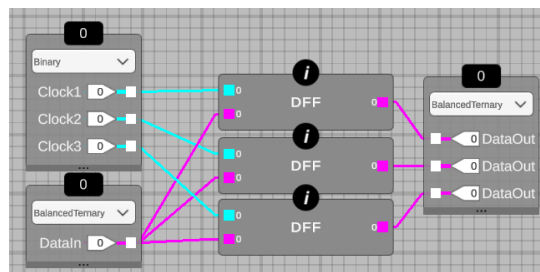 0
Binary
Clock1 0
Clock2 0
Clock3 0
...
0
BalancedTernary
DataIn 0
...
i
0 DFF 0
0
i
0 DFF 0
0
i
0 DFF 0
0
0
BalancedTernary
0 DataOut
0 DataOut
0 DataOut
...